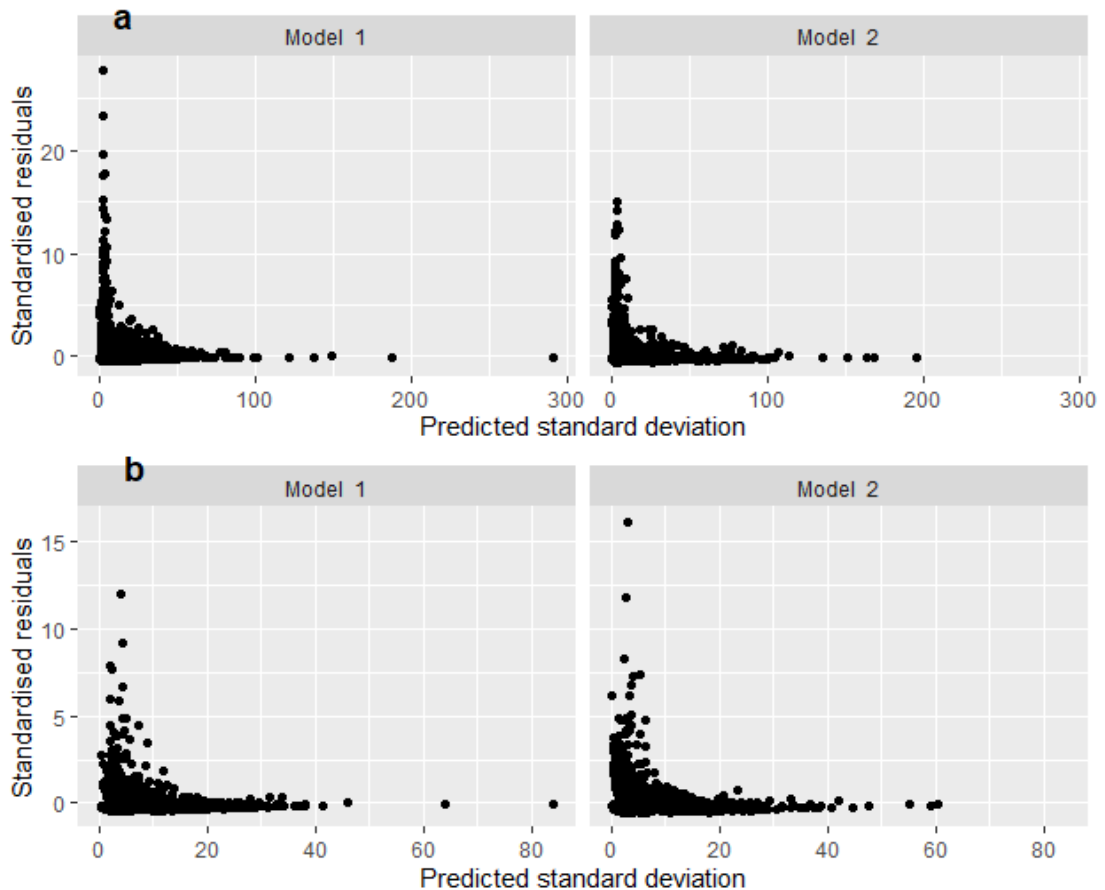 a
Model 1 Model 2
Standardised residuals
20
10
0
0 100 200 300 0 100 200 300
Predicted standard deviation
b
Model 1 Model 2
Standardised residuals
15
10
5
0
0 20 40 60 80 0 20 40 60 80
Predicted standard deviation